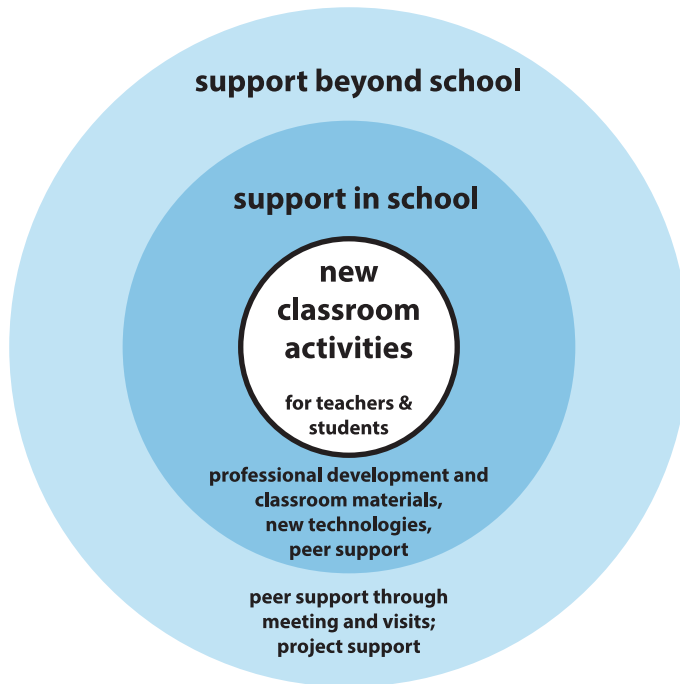 support beyond school
support in school
new
classroom
activities
for teachers &
students
professional development and
classroom materials,
new technologies,
peer support
peer support through
meeting and visits;
project support